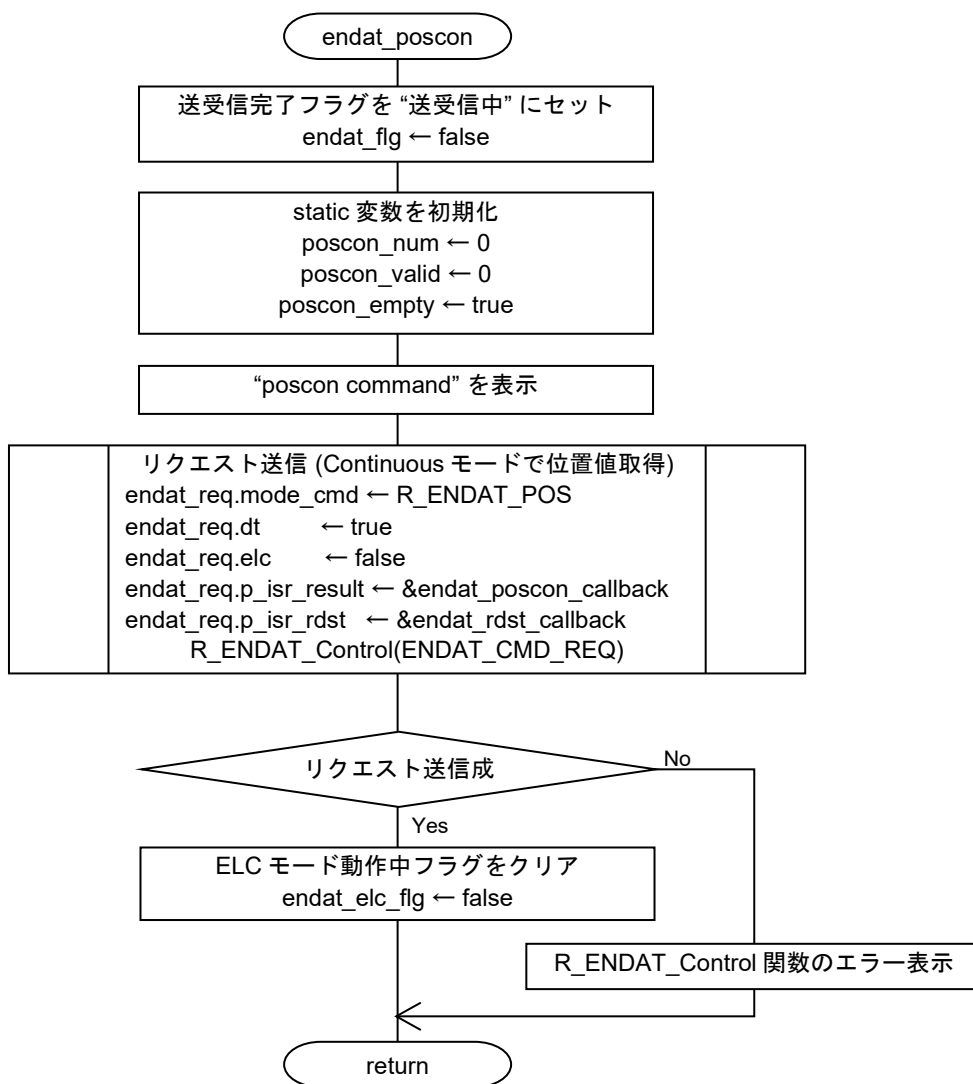 endat_poscon
送受信完了フラグを “送受信中” にセット
endat_flg ← false
static 変数を初期化
poscon_num ← 0
poscon_valid ← 0
poscon_empty ← true
“poscon command” を表示
リクエスト送信 (Continuous モードで位置値取得)
endat_req.mode_cmd ← R_ENDAT_POS
endat_req.dt ← true
endat_req.elc ← false
endat_req.p_isr_result ← &endat_poscon_callback
endat_req.p_isr_rdst ← &endat_rdst_callback
R_ENDAT_Control(ENDAT_CMD_REQ)
リクエスト送信成
No
Yes
ELC モード動作中フラグをクリア
endat_elc_flg ← false
R_ENDAT_Control 関数のエラー表示
return